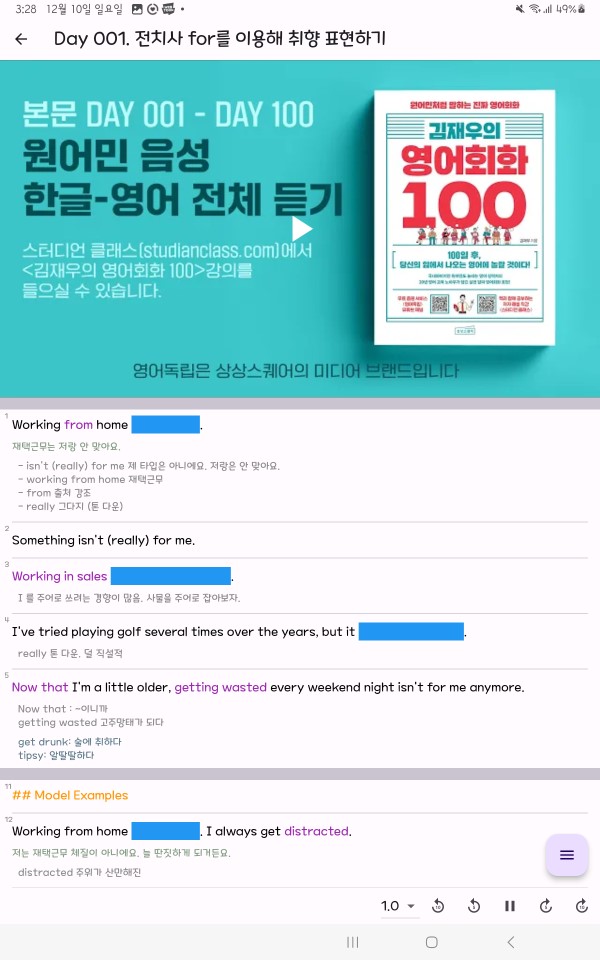 3:28 12월 10일 일요일 • 49%
Day 001. 전치사 for를 이용해 취향 표현하기
본문 DAY 001 - DAY 100
원어민 음성
한글-영어 전체 듣기
스터디언 클래스(studianclass.com)에서
<김재우의 영어회화 100>강의를
들으실 수 있습니다.
원어민처럼 말하는 진짜 영어회화
김재우의
영어회화
100
100일 후,
당신의 입에서 나오는 영어에 놀랄 것이다!
영어독립은 상상스퀘어의 미디어 브랜드입니다
1
Working from home .
재택근무는 저랑 안 맞아요.
- isn't (really) for me 제 타입은 아니에요. 저랑은 안 맞아요.
- working from home 재택근무
- from 출처 강조
- really 그다지 (톤 다운)
2
Something isn't (really) for me.
3
Working in sales .
I 를 주어로 쓰려는 경향이 많음. 사물을 주어로 잡아보자.
4
I've tried playing golf several times over the years, but it .
really 톤 다운. 덜 직설적
5
Now that I'm a little older, getting wasted every weekend night isn't for me anymore.
Now that : ~이니까
getting wasted 고주망태가 되다
get drunk: 술에 취하다
tipsy: 알딸딸하다
11
## Model Examples
12
Working from home . I always get distracted.
저는 재택근무 체질이 아니에요. 늘 딴짓하게 되거든요.
distracted 주위가 산만해진
1.0